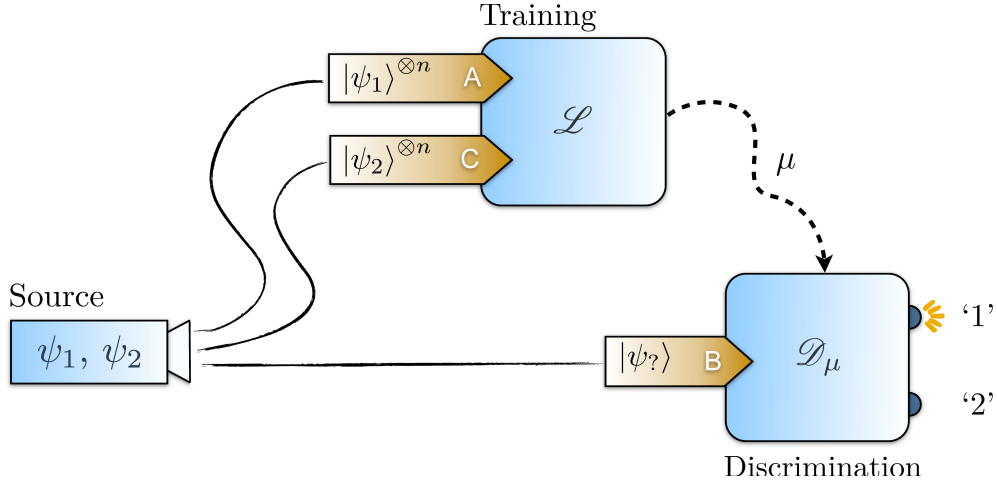 Training
|ψ₁⟩^⊗n A
ℒ
|ψ₂⟩^⊗n C
μ
Source
ψ₁, ψ₂
|ψ?⟩ B
𝒟μ
‘1’
‘2’
Discrimination